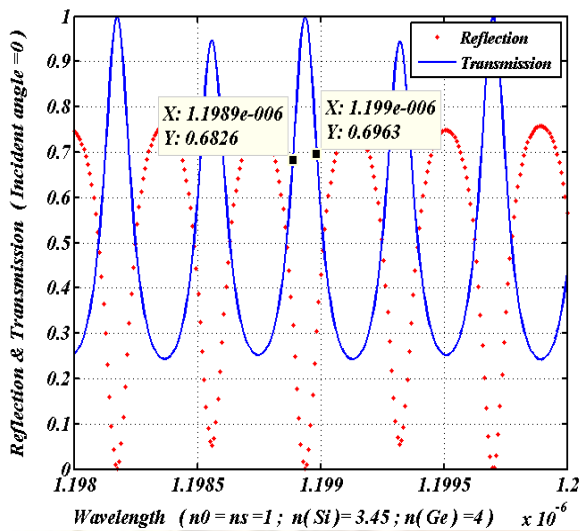 Reflection & Transmission ( Incident angle =0)
1
0.9
0.8
0.7
0.6
0.5
0.4
0.3
0.2
0.1
0
Reflection
Transmission
X: 1.1989e-006
Y: 0.6826
X: 1.199e-006
Y: 0.6963
1.198
1.1985
1.199
1.1995
1.2
x 10^-6
Wavelength ( n0 = ns =1 ; n( Si)= 3.45 ; n( Ge) =4 )